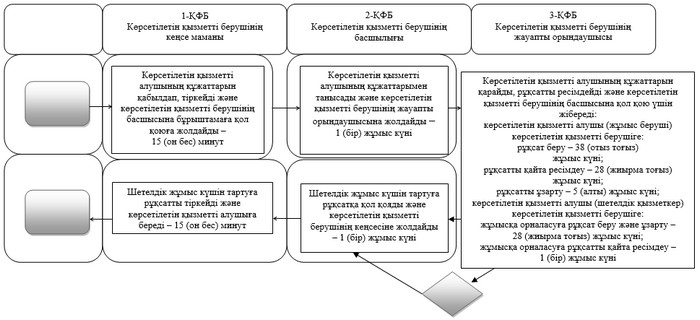 1-ҚФБ
Көрсетілетін қызметті берушінің
кеңсе маманы
2-ҚФБ
Көрсетілетін қызметті берушінің
басшылығы
3-ҚФБ
Көрсетілетін қызметті берушінің
жауапты орындаушысы
Көрсетілетін қызметті
алушының құжаттарын
қабылдап, тіркейді және
көрсетілетін қызметті берушінің
басшысына бұрыштамаға қол
қоюға жолдайды –
15 (он бес) минут
Көрсетілетін қызметті
алушының құжаттарымен
танысады және көрсетілетін
қызметті берушінің жауапты
орындаушысына жолдайды –
1 (бір) жұмыс күні
Көрсетілетін қызметті алушының құжаттарын
қарайды, рұқсатты ресімдейді және көрсетілетін
қызметті берушінің басшысына қол қою үшін
жібереді:
көрсетілетін қызметті алушы (жұмыс беруші)
көрсетілетін қызметті берушіге:
рұқсат беру – 38 (отыз тоғыз)
жұмыс күні;
рұқсатты қайта ресімдеу – 28 (жиырма тоғыз)
жұмыс күні;
рұқсатты ұзарту – 5 (алты) жұмыс күні;
көрсетілетін қызметті алушы (шетелдік қызметкер)
көрсетілетін қызметті берушіге:
жұмысқа орналасуға рұқсат беру және ұзарту –
28 (жиырма тоғыз) жұмыс күні;
жұмысқа орналасуға рұқсатты қайта ресімдеу –
1 (бір) жұмыс күні
Шетелдік жұмыс күшін тартуға
рұқсатты тіркейді және
көрсетілетін қызметті алушыға
береді – 15 (он бес) минут
Шетелдік жұмыс күшін тартуға
рұқсатқа қол қояды және
көрсетілетін қызметті
берушінің кеңсесіне жолдайды
– 1 (бір) жұмыс күні